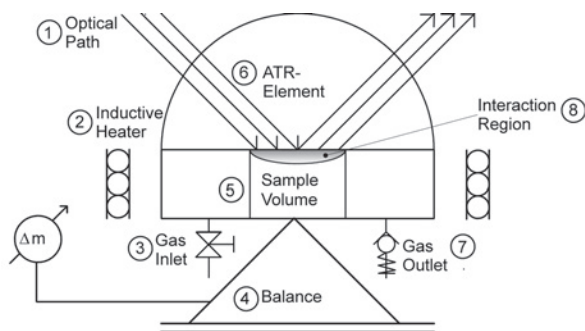 1 Optical
Path
6 ATR-
Element
2 Inductive
Heater
Interaction 8
Region
5 Sample
Volume
Δm
3 Gas
Inlet
Gas 7
Outlet
4 Balance